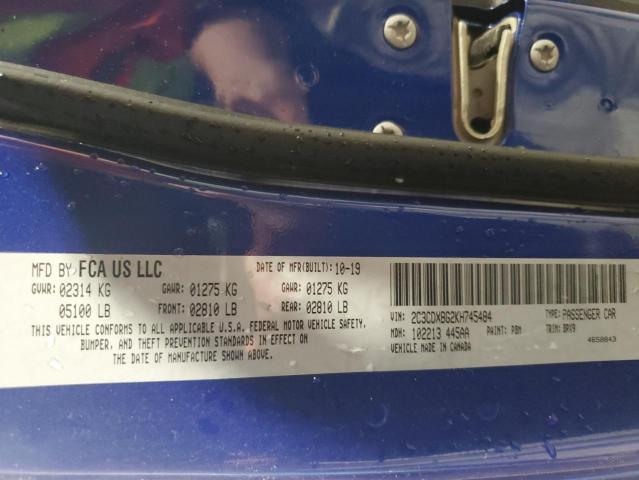 MFD BY FCA US LLC DATE OF MFR(BUILT): 10-19
GVWR: 02314 KG GAWR: 01275 KG GAWR: 01275 KG
05100 LB FRONT: 02810 LB REAR: 02810 LB
THIS VEHICLE CONFORMS TO ALL APPLICABLE U.S.A. FEDERAL MOTOR VEHICLE SAFETY,
BUMPER, AND THEFT PREVENTION STANDARDS IN EFFECT ON
THE DATE OF MANUFACTURE SHOWN ABOVE.
VIN: 2C3CDXBG2KH745484 TYPE: PASSENGER CAR
MDH: 102213 445AA PAINT: PBM TRIM: BRX9
VEHICLE MADE IN CANADA 4650843